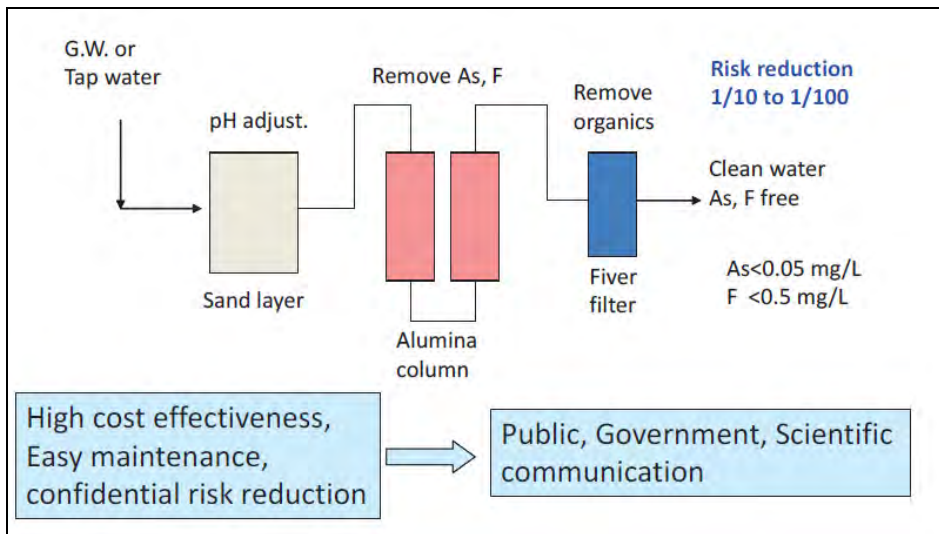 G.W. or
Tap water
pH adjust.
Sand layer
Remove As, F
Alumina
column
Remove
organics
Fiver
filter
Risk reduction
1/10 to 1/100
Clean water
As, F free
As<0.05 mg/L
F <0.5 mg/L
High cost effectiveness,
Easy maintenance,
confidential risk reduction
Public, Government, Scientific
communication